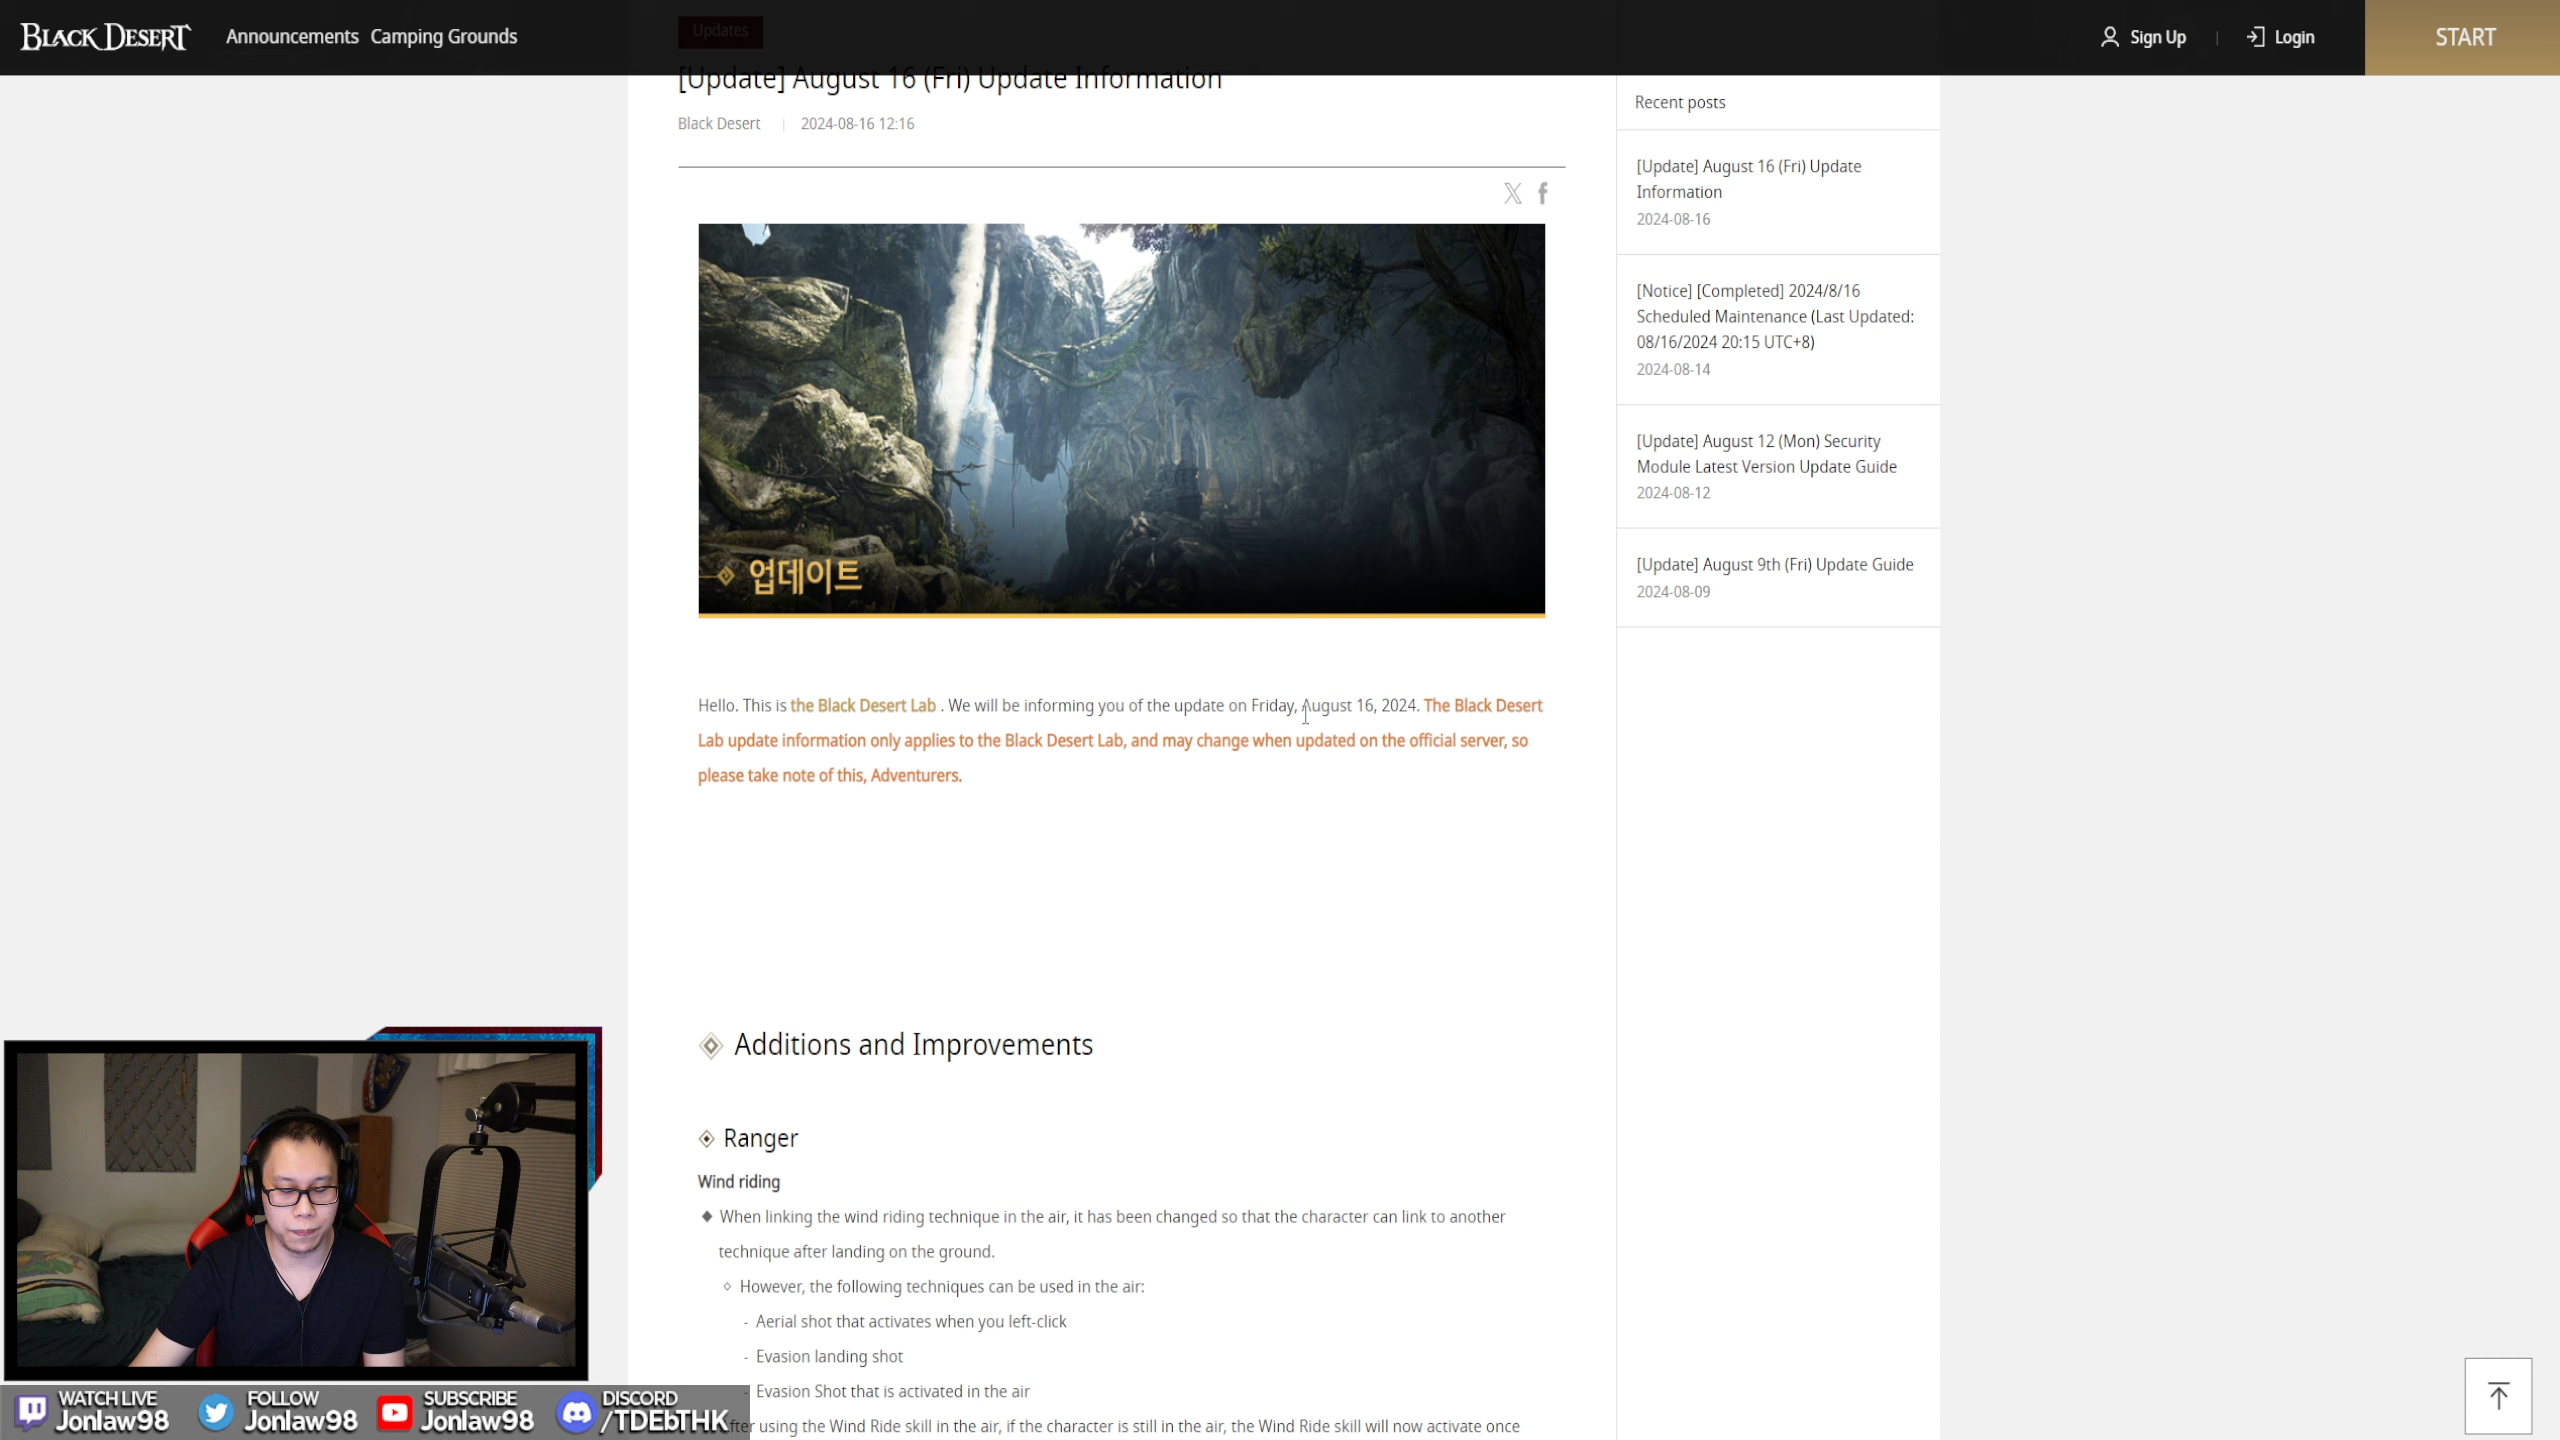 BLACK DESERT
Announcements Camping Grounds
Sign Up | Login
START
Updates
[Update] August 16 (Fri) Update Information
Black Desert | 2024-08-16 12:16
업데이트
Hello. This is the Black Desert Lab . We will be informing you of the update on Friday, August 16, 2024. The Black Desert
Lab update information only applies to the Black Desert Lab, and may change when updated on the official server, so
please take note of this, Adventurers.
Additions and Improvements
Ranger
Wind riding
When linking the wind riding technique in the air, it has been changed so that the character can link to another
technique after landing on the ground.
However, the following techniques can be used in the air:
- Aerial shot that activates when you left-click
- Evasion landing shot
- Evasion Shot that is activated in the air
using the Wind Ride skill in the air, if the character is still in the air, the Wind Ride skill will now activate once
Recent posts
[Update] August 16 (Fri) Update
Information
2024-08-16
[Notice] [Completed] 2024/8/16
Scheduled Maintenance (Last Updated:
08/16/2024 20:15 UTC+8)
2024-08-14
[Update] August 12 (Mon) Security
Module Latest Version Update Guide
2024-08-12
[Update] August 9th (Fri) Update Guide
2024-08-09
WATCH LIVE
Jonlaw98
FOLLOW
Jonlaw98
SUBSCRIBE
Jonlaw98
DISCORD
/TDEbTHK